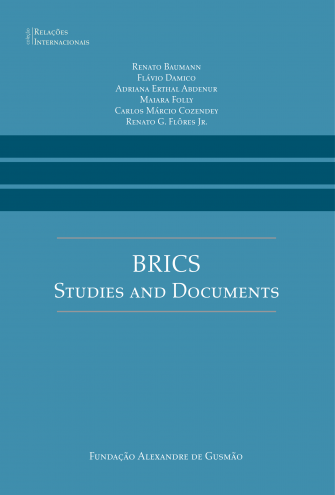 coleção
Relações
Internacionais
Renato Baumann
Flávio Damico
Adriana Erthal Abdenur
Maiara Folly
Carlos Márcio Cozendey
Renato G. Flôres Jr.
BRICS
Studies and Documents
Fundação Alexandre de Gusmão